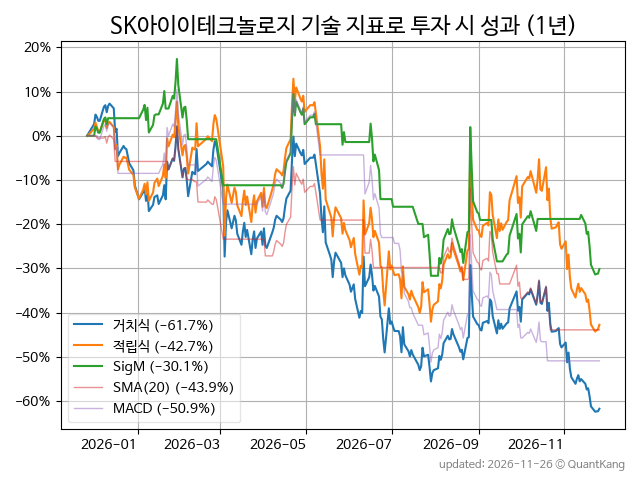 SK아이이테크놀로지 기술 지표로 투자 시 성과 (1년)
20%
10%
0%
−10%
−20%
−30%
−40%
−50%
−60%
거치식 (−61.7%)
적립식 (−42.7%)
SigM (−30.1%)
SMA(20) (−43.9%)
MACD (−50.9%)
2026-01 2026-03 2026-05 2026-07 2026-09 2026-11
updated: 2026-11-26 © QuantKang